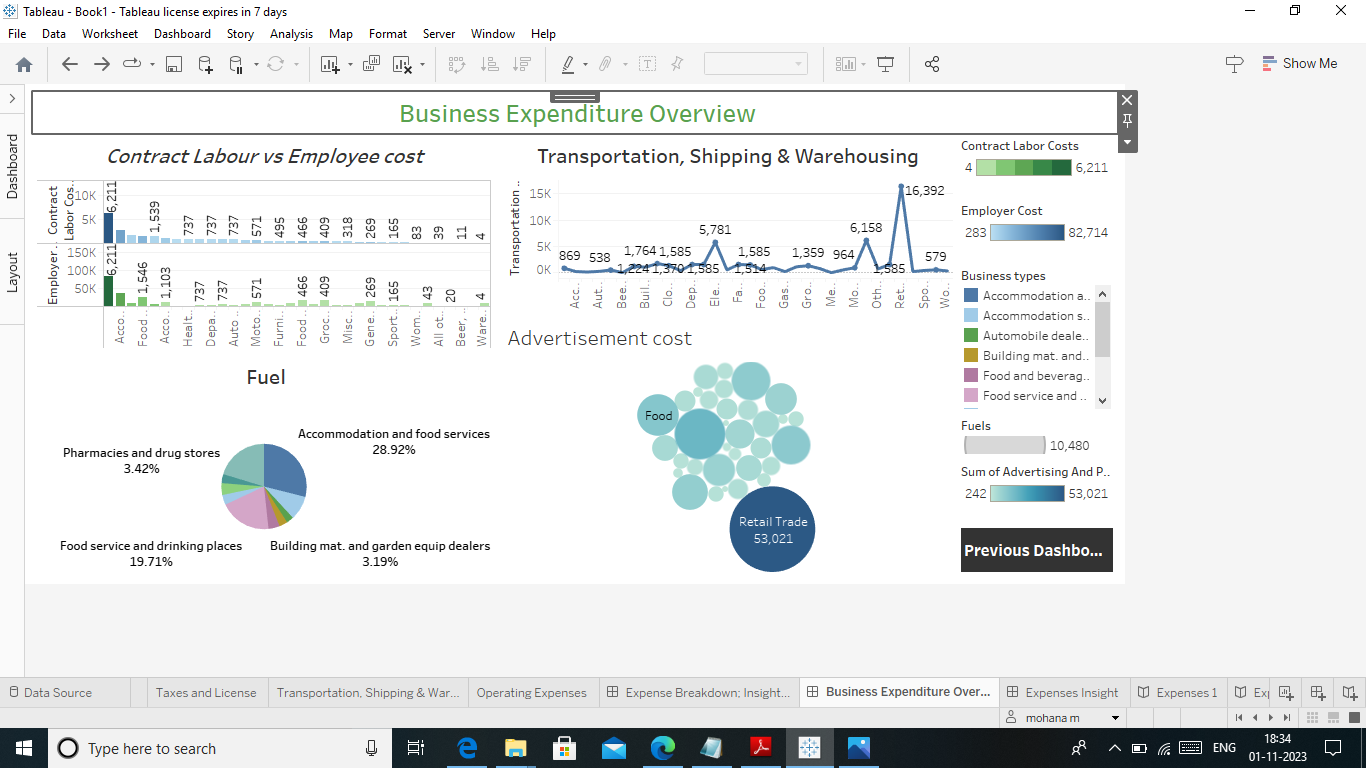 Tableau - Book1 - Tableau license expires in 7 days
File Data Worksheet Dashboard Story Analysis Map Format Server Window Help
Show Me
Dashboard
Layout
Business Expenditure Overview
Contract Labour vs Employee cost
Contract
Labor Cos..
10K
5K
6,211 1,539 737 737 737 571 495 466 409 318 269 165 83 39 11 4
Employer..
150K
100K
50K
6,211 1,546 1,103 737 737 571 466 409 269 165 43 20 4
Acco.. Food .. Acco.. Healt.. Depa.. Auto .. Moto.. Furni.. Food .. Groc.. Misc.. Gene.. Sport.. Wom.. All ot.. Beer, .. Ware..
Transportation, Shipping & Warehousing
Transportation ..
15K
10K
5K
0K
869 538 1,224 1,764 1,370 1,585 1,585 5,781 1,514 1,585 1,359 964 6,158 1,585 16,392 579
Acc.. Aut.. Bee.. Buil.. Clo.. Dep.. Ele.. Fa.. Foo.. Gas.. Gro.. Me.. Mo.. Oth.. Ret.. Spo.. Wo..
Fuel
Accommodation and food services
28.92%
Pharmacies and drug stores
3.42%
Food service and drinking places
19.71%
Building mat. and garden equip dealers
3.19%
Advertisement cost
Food
Retail Trade
53,021
Contract Labor Costs
4 6,211
Employer Cost
283 82,714
Business types
Accommodation a..
Accommodation s..
Automobile deale..
Building mat. and..
Food and beverag..
Food service and ..
Fuels
10,480
Sum of Advertising And P..
242 53,021
Previous Dashbo...
Data Source Taxes and License Transportation, Shipping & War... Operating Expenses Expense Breakdown: Insight... Business Expenditure Over... Expenses Insight Expenses 1 Exp
mohana m
Type here to search
ENG
18:34
01-11-2023